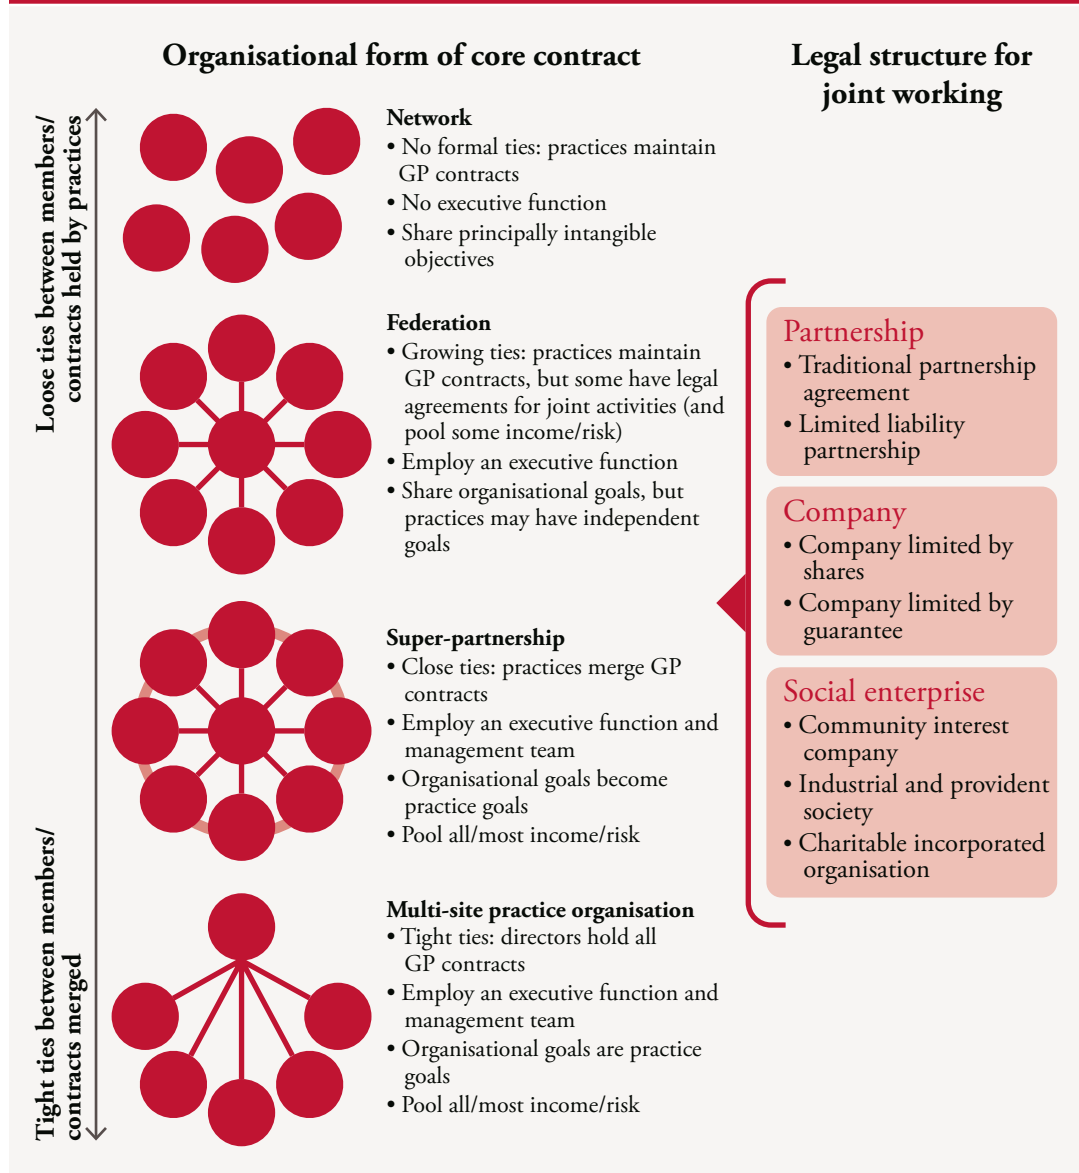 Organisational form of core contract
Legal structure for
joint working
Loose ties between members/
contracts held by practices
Network
• No formal ties: practices maintain
GP contracts
• No executive function
• Share principally intangible
objectives
Federation
• Growing ties: practices maintain
GP contracts, but some have legal
agreements for joint activities (and
pool some income/risk)
• Employ an executive function
• Share organisational goals, but
practices may have independent
goals
Super-partnership
• Close ties: practices merge GP
contracts
• Employ an executive function and
management team
• Organisational goals become
practice goals
• Pool all/most income/risk
Tight ties between members/
contracts merged
Multi-site practice organisation
• Tight ties: directors hold all
GP contracts
• Employ an executive function and
management team
• Organisational goals are practice
goals
• Pool all/most income/risk
Partnership
• Traditional partnership
agreement
• Limited liability
partnership
Company
• Company limited by
shares
• Company limited by
guarantee
Social enterprise
• Community interest
company
• Industrial and provident
society
• Charitable incorporated
organisation